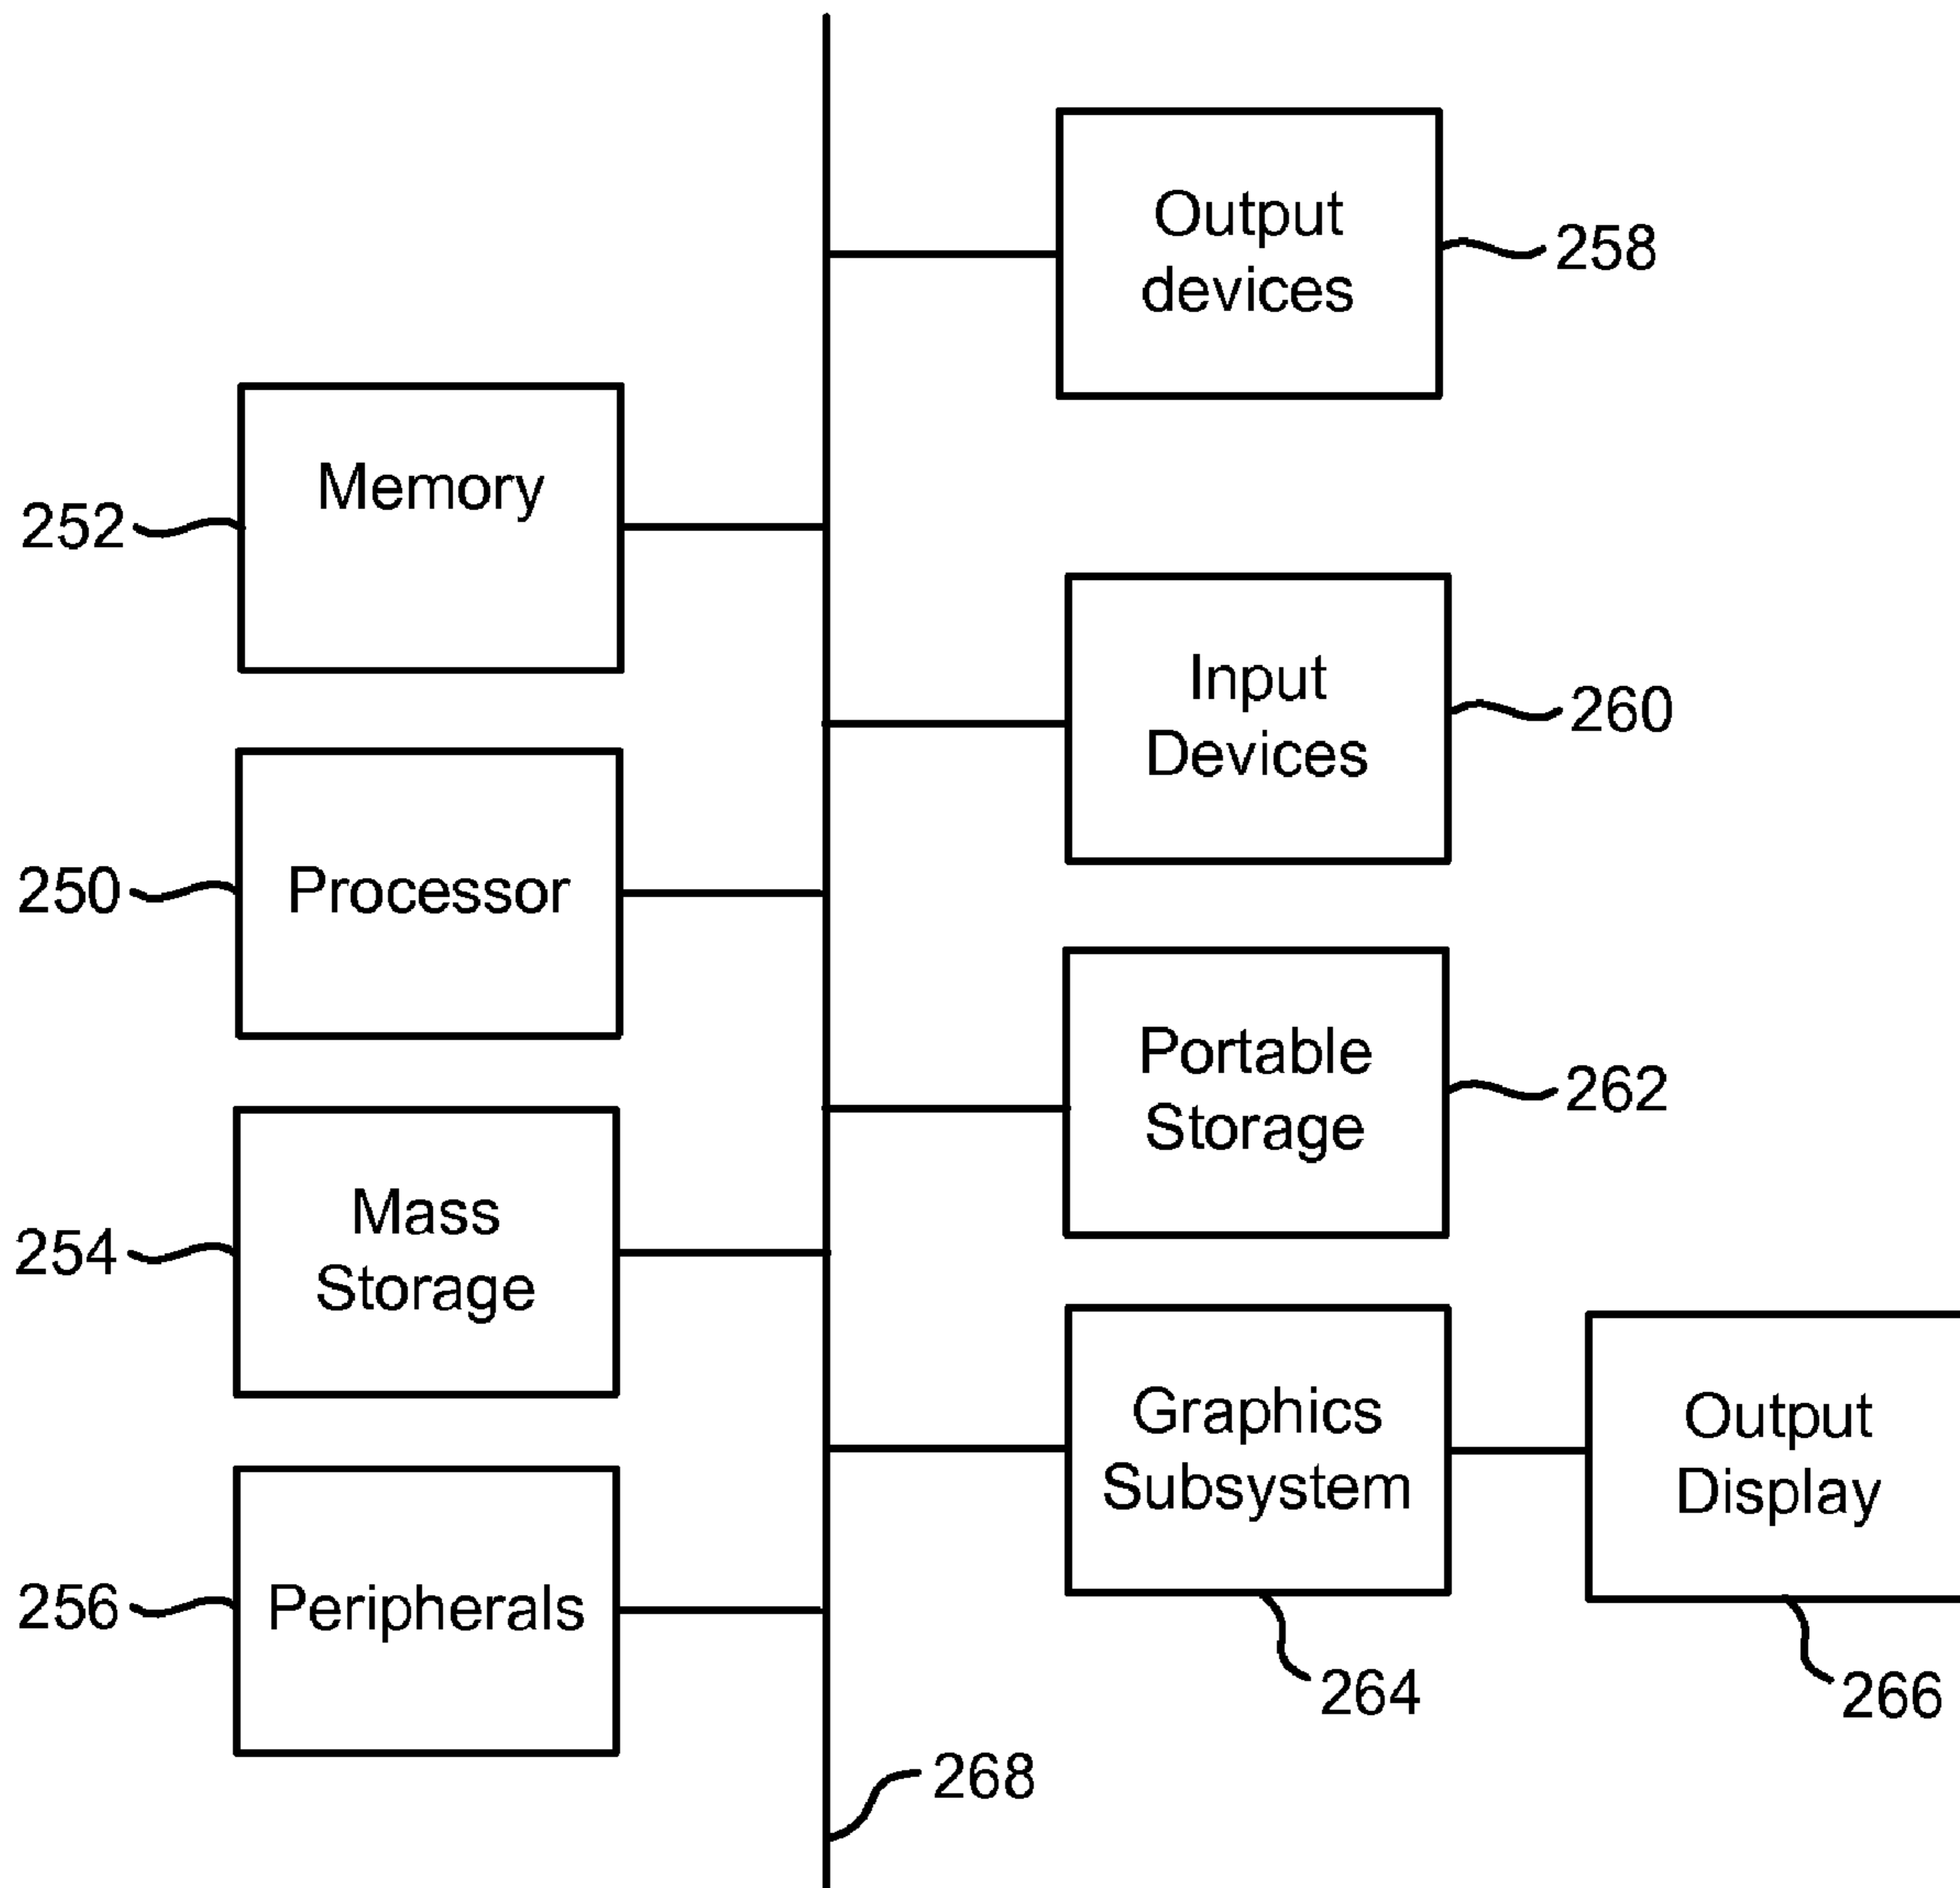 Output
devices
258
Memory
252
Input
Devices
260
Processor
250
Portable
Storage
262
Mass
Storage
254
Graphics
Subsystem
Output
Display
Peripherals
256
264
266
268